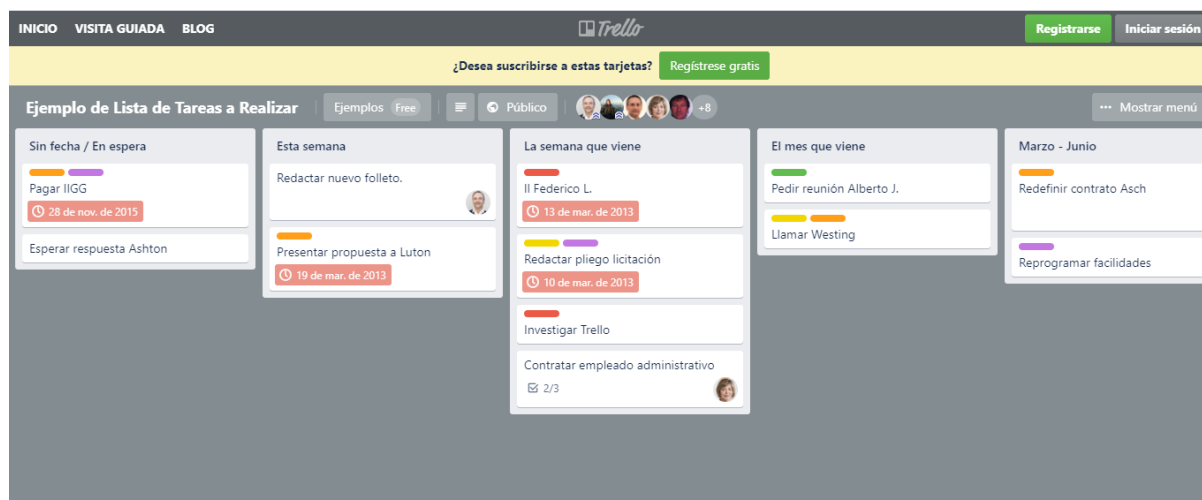 INICIO VISITA GUIADA BLOG Trello Registrarse Iniciar sesión
¿Desea suscribirse a estas tarjetas? Regístrese gratis
Ejemplo de Lista de Tareas a Realizar Ejemplos Free Público +8 ··· Mostrar menú
Sin fecha / En espera
Pagar IIGG
28 de nov. de 2015
Esperar respuesta Ashton
Esta semana
Redactar nuevo folleto.
Presentar propuesta a Luton
19 de mar. de 2013
La semana que viene
II Federico L.
13 de mar. de 2013
Redactar pliego licitación
10 de mar. de 2013
Investigar Trello
Contratar empleado administrativo
2/3
El mes que viene
Pedir reunión Alberto J.
Llamar Westing
Marzo - Junio
Redefinir contrato Asch
Reprogramar facilidades